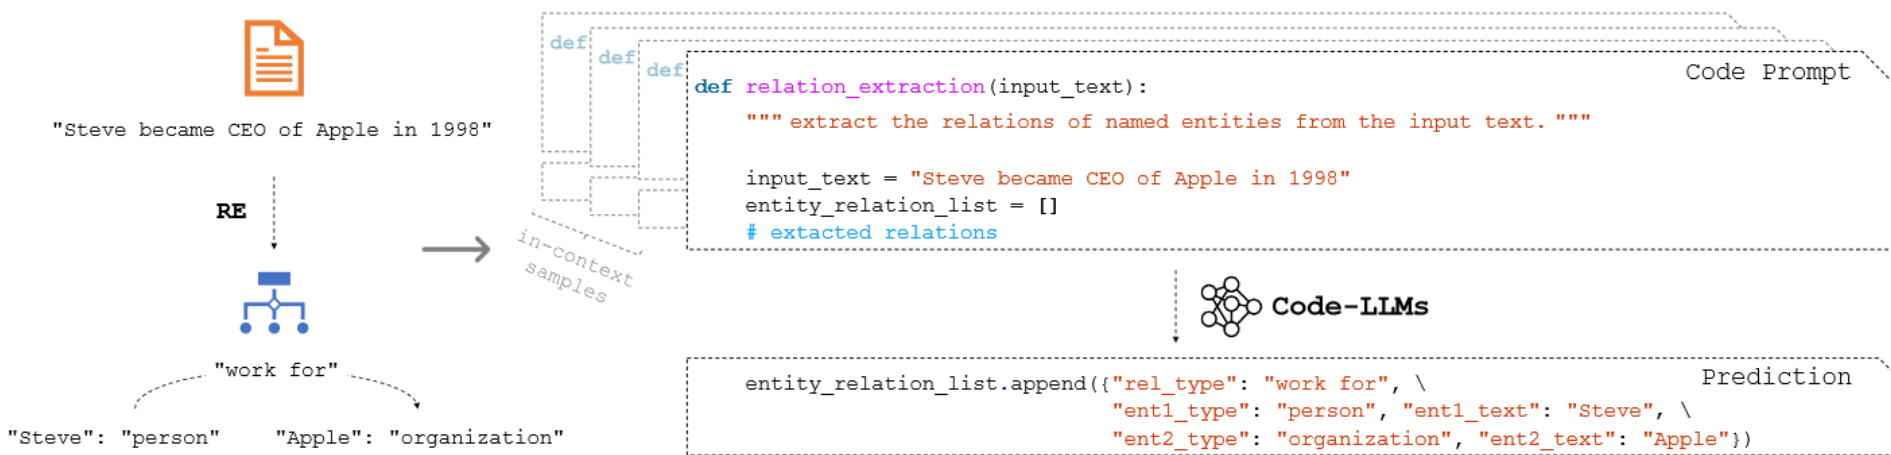 "Steve became CEO of Apple in 1998"
RE
"work for"
"Steve": "person"    "Apple": "organization"
def
def
def
in-context
samples
Code Prompt
def relation_extraction(input_text):
""" extract the relations of named entities from the input text. """
input_text = "Steve became CEO of Apple in 1998"
entity_relation_list = []
# extacted relations
Code-LLMs
Prediction
entity_relation_list.append({"rel_type": "work for", \
"ent1_type": "person", "ent1_text": "Steve", \
"ent2_type": "organization", "ent2_text": "Apple"})